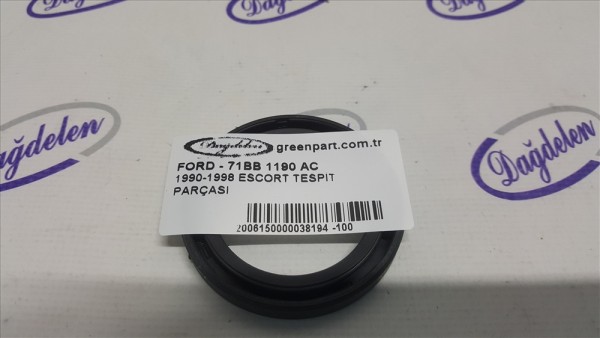 Dağdelen
Dağdelen
Dağdelen
Dağdelen
Dağdelen
Dağdelen greenpart.com.tr
FORD - 71BB 1190 AC
1990-1998 ESCORT TESPIT
PARÇASI
2006150000038194 -100